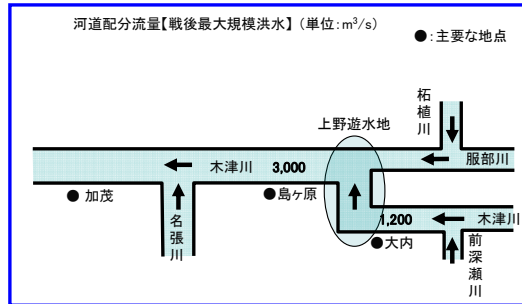 河道配分流量【戦後最大規模洪水】（単位：m³/s）
●：主要な地点
柘植川
上野遊水地
服部川
木津川
3,000
●加茂
名張川
●島ヶ原
1,200
木津川
●大内
前深瀬川